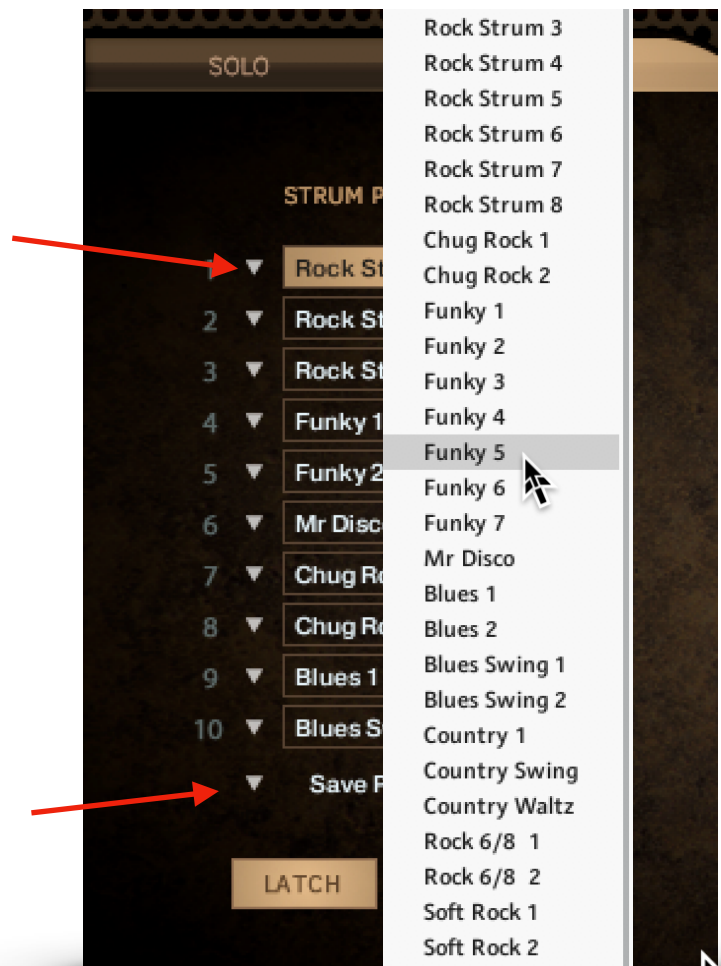 SOLO
STRUM P
1
Rock St
2
Rock St
3
Rock St
4
Funky 1
5
Funky 2
6
Mr Disc
7
Chug Ro
8
Chug Ro
9
Blues 1
10
Blues S
Save P
LATCH
Rock Strum 3
Rock Strum 4
Rock Strum 5
Rock Strum 6
Rock Strum 7
Rock Strum 8
Chug Rock 1
Chug Rock 2
Funky 1
Funky 2
Funky 3
Funky 4
Funky 5
Funky 6
Funky 7
Mr Disco
Blues 1
Blues 2
Blues Swing 1
Blues Swing 2
Country 1
Country Swing
Country Waltz
Rock 6/8 1
Rock 6/8 2
Soft Rock 1
Soft Rock 2